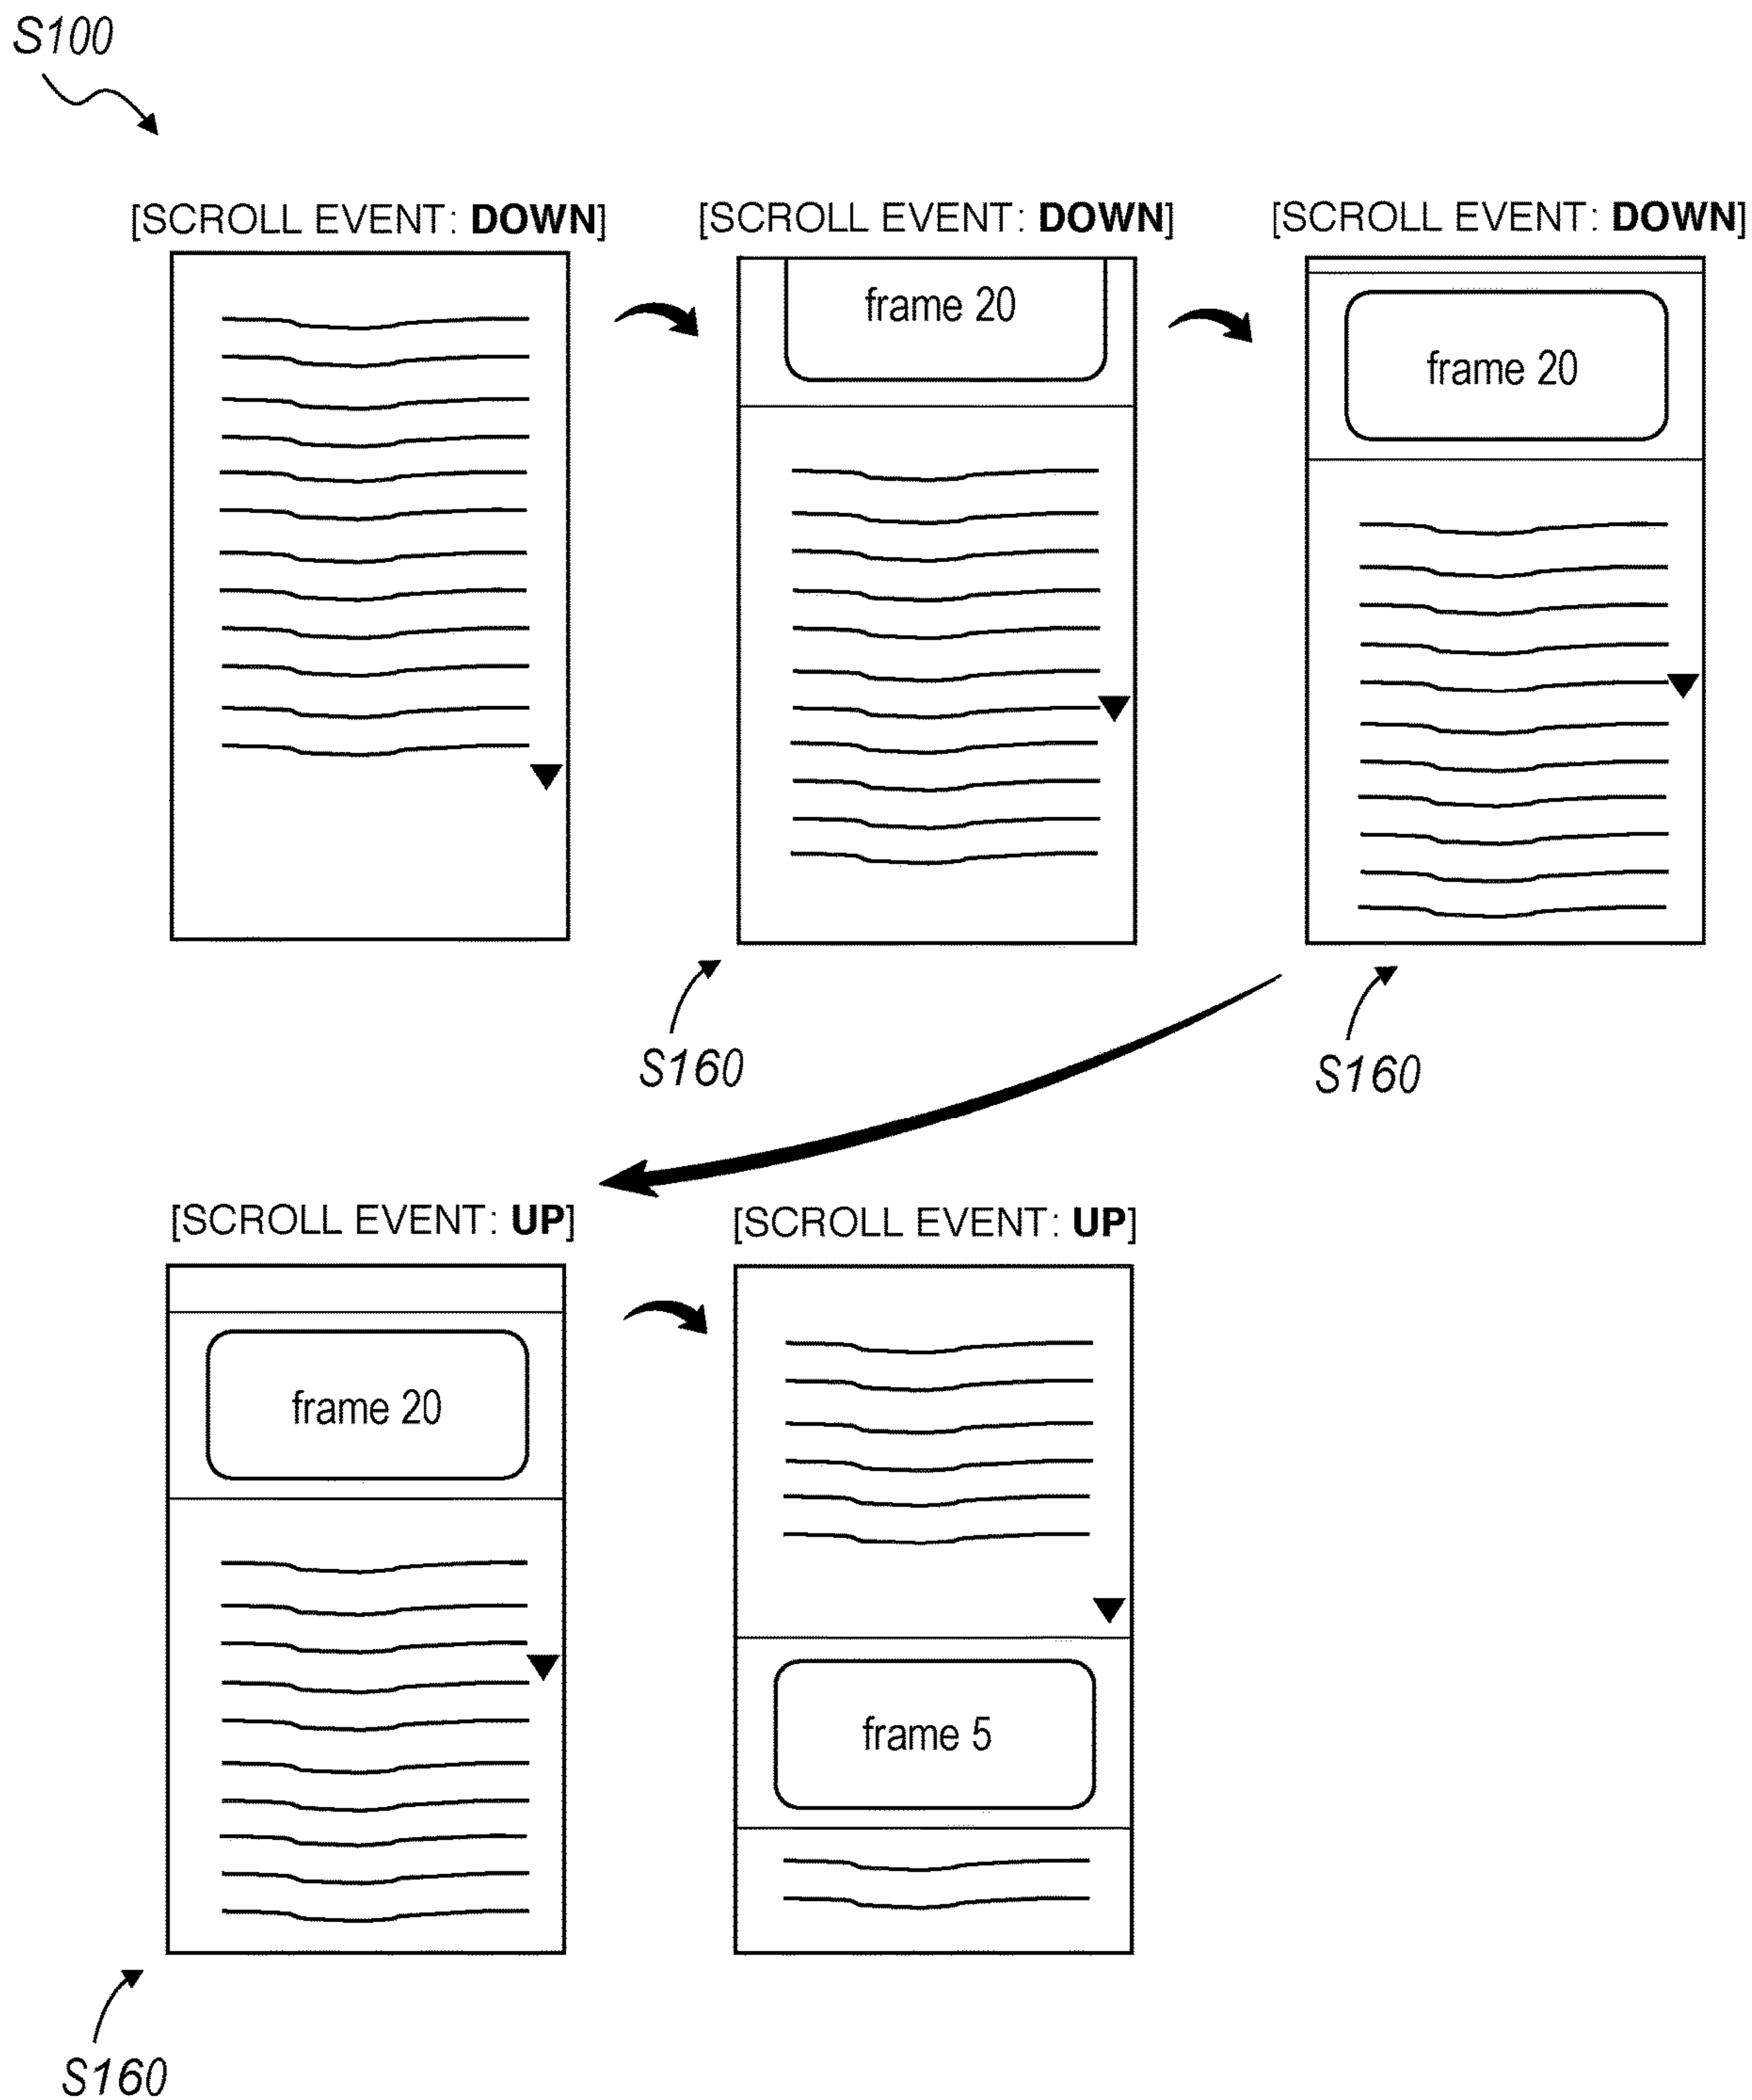 S100
[SCROLL EVENT: DOWN]
[SCROLL EVENT: DOWN]
[SCROLL EVENT: DOWN]
frame 20
frame 20
S160
S160
[SCROLL EVENT: UP]
[SCROLL EVENT: UP]
frame 20
frame 5
S160